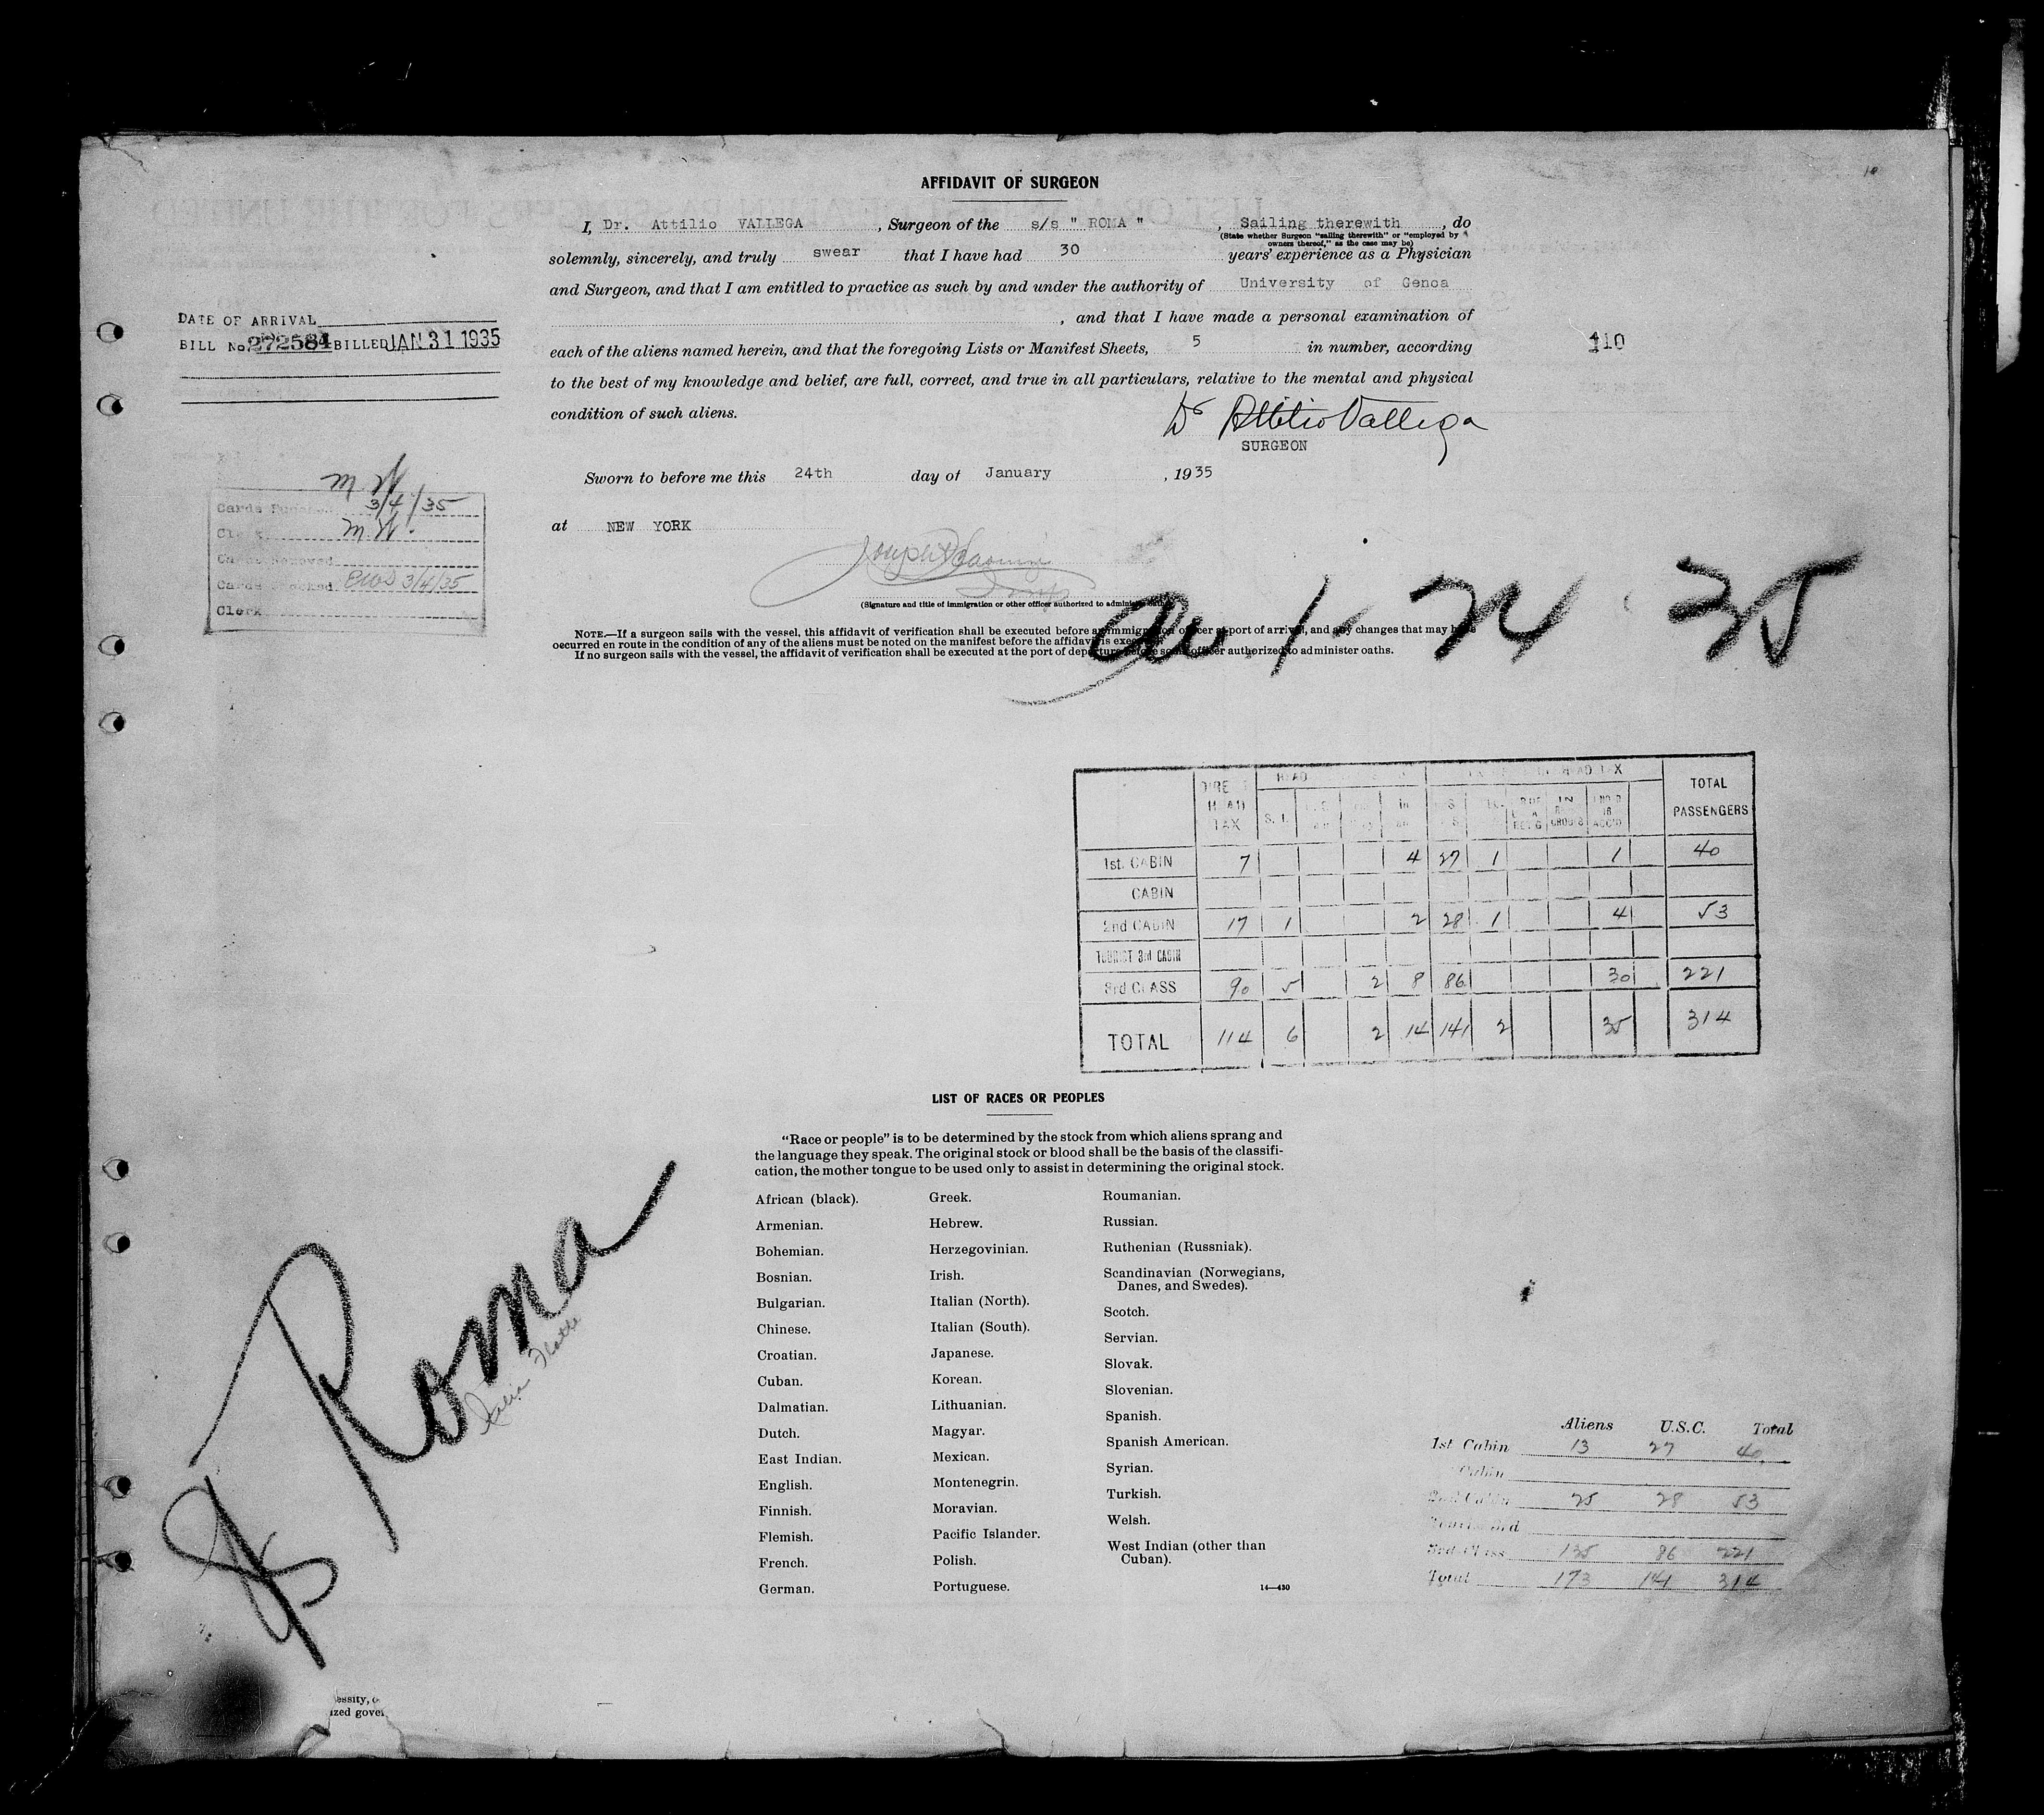 AFFIDAVIT OF SURGEON
I, Dr. Attilio VALLEGA , Surgeon of the s/s " ROMA " , Sailing therewith , do
(State whether Surgeon "sailing therewith" or "employed by
owners thereof," as the case may be)
solemnly, sincerely, and truly swear that I have had 30 years' experience as a Physician
and Surgeon, and that I am entitled to practice as such by and under the authority of University of Genoa
, and that I have made a personal examination of
each of the aliens named herein, and that the foregoing Lists or Manifest Sheets, 5 in number, according
to the best of my knowledge and belief, are full, correct, and true in all particulars, relative to the mental and physical
condition of such aliens.
Dr Attilio Vallega
SURGEON
Sworn to before me this 24th day of January , 1935
at NEW YORK
(Signature and title of immigration or other officer authorized to administer
NOTE.—If a surgeon sails with the vessel, this affidavit of verification shall be executed before an immigration officer at port of arrival, and any changes that may have
occurred en route in the condition of any of the aliens must be noted on the manifest before the affidavit is executed
If no surgeon sails with the vessel, the affidavit of verification shall be executed at the port of departure before some officer authorized to administer oaths.
DATE OF ARRIVAL
BILL No. 272584 BILLED JAN 31 1935
110
10
M.W.
3/4/35
M.W.
Cards Removed
Cards Checked EWS 3/4/35
Clerk
1-24-35
DIRECT HEAD TAX HEAD HEAD TAX TOTAL PASSENGERS
S. I.
1st. CABIN 7 4 27 1 1 40
CABIN
2nd CABIN 17 1 2 28 1 4 53
TOURIST 3rd CABIN
3rd CLASS 90 5 2 8 86 30 221
TOTAL 114 6 2 14 141 2 35 314
LIST OF RACES OR PEOPLES
"Race or people" is to be determined by the stock from which aliens sprang and
the language they speak. The original stock or blood shall be the basis of the classifi-
cation, the mother tongue to be used only to assist in determining the original stock.
African (black).
Armenian.
Bohemian.
Bosnian.
Bulgarian.
Chinese.
Croatian.
Cuban.
Dalmatian.
Dutch.
East Indian.
English.
Finnish.
Flemish.
French.
German.
Greek.
Hebrew.
Herzegovinian.
Irish.
Italian (North).
Italian (South).
Japanese.
Korean.
Lithuanian.
Magyar.
Mexican.
Montenegrin.
Moravian.
Pacific Islander.
Polish.
Portuguese.
Roumanian.
Russian.
Ruthenian (Russniak).
Scandinavian (Norwegians,
Danes, and Swedes).
Scotch.
Servian.
Slovak.
Slovenian.
Spanish.
Spanish American.
Syrian.
Turkish.
Welsh.
West Indian (other than
Cuban).
14—430
SS Roma
Aliens U.S.C. Total
1st Cabin 13 27 40
Cabin
2nd Cabin 25 28 53
Tourist 3rd
3rd Class 135 86 221
Total 173 141 314